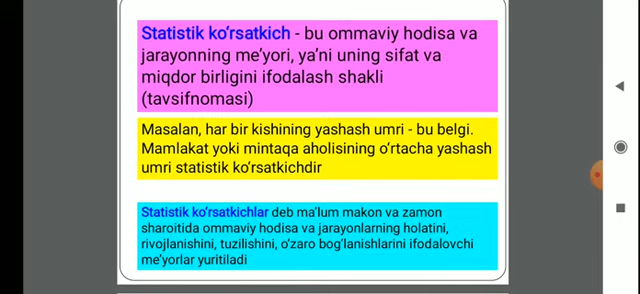 Statistik ko‘rsatkich - bu ommaviy hodisa va
jarayonning me’yori, ya’ni uning sifat va
miqdor birligini ifodalash shakli
(tavsifnomasi)
Masalan, har bir kishining yashash umri - bu belgi.
Mamlakat yoki mintaqa aholisining o‘rtacha yashash
umri statistik ko‘rsatkichdir
Statistik ko‘rsatkichlar deb ma’lum makon va zamon
sharoitida ommaviy hodisa va jarayonlarning holatini,
rivojlanishini, tuzilishini, o‘zaro bog‘lanishlarini ifodalovchi
me’yorlar yuritiladi